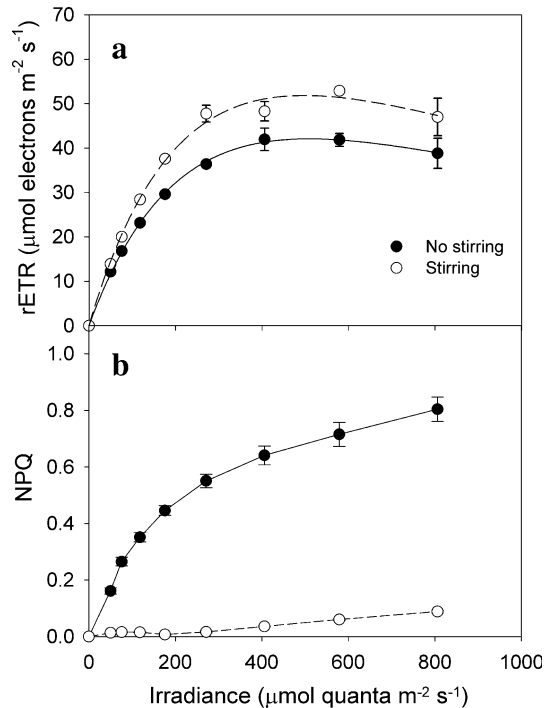 70
a
60
50
40
30
20
10
0
rETR (μmol electrons m-2 s-1)
No stirring
Stirring
1.0
b
0.8
0.6
0.4
0.2
0.0
NPQ
0 200 400 600 800 1000
Irradiance (μmol quanta m-2 s-1)